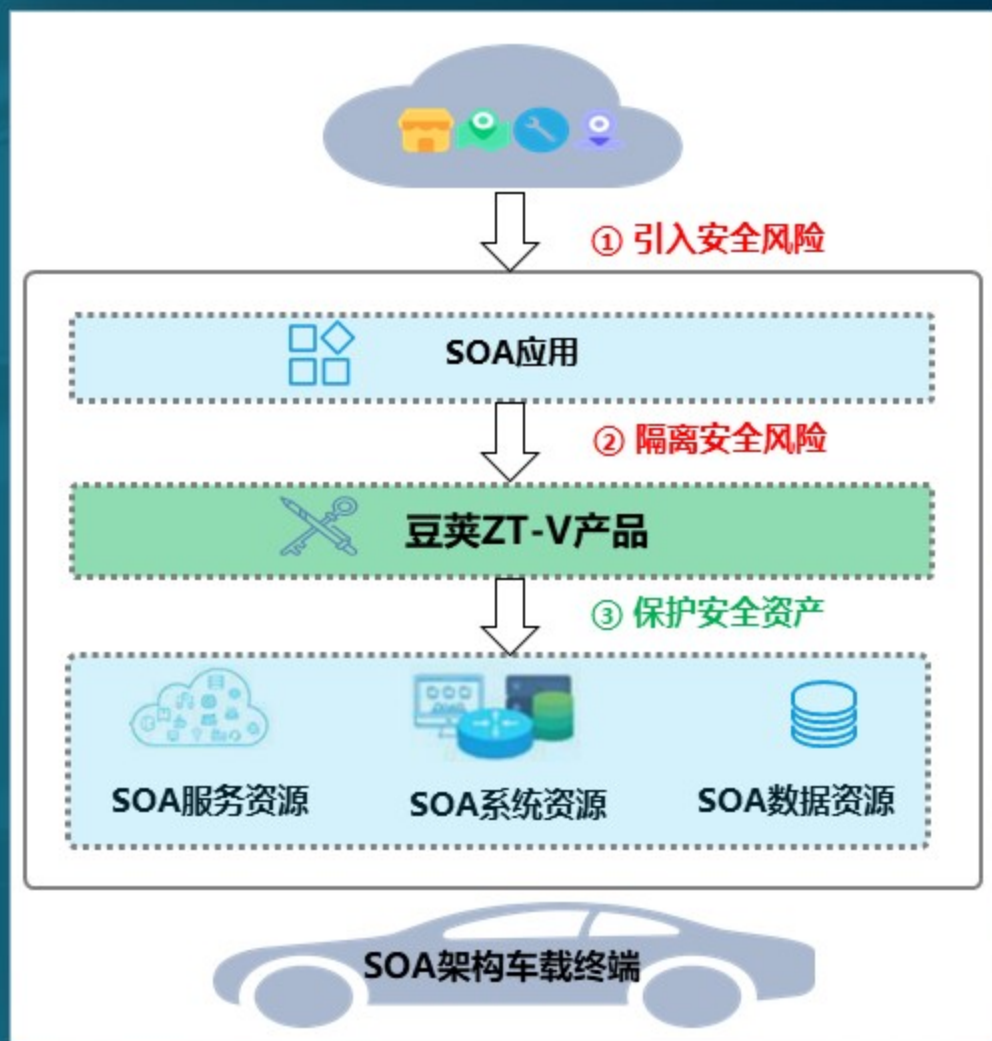 ① 引入安全风险
SOA应用
② 隔离安全风险
豆荚ZT-V产品
③ 保护安全资产
SOA服务资源
SOA系统资源
SOA数据资源
SOA架构车载终端